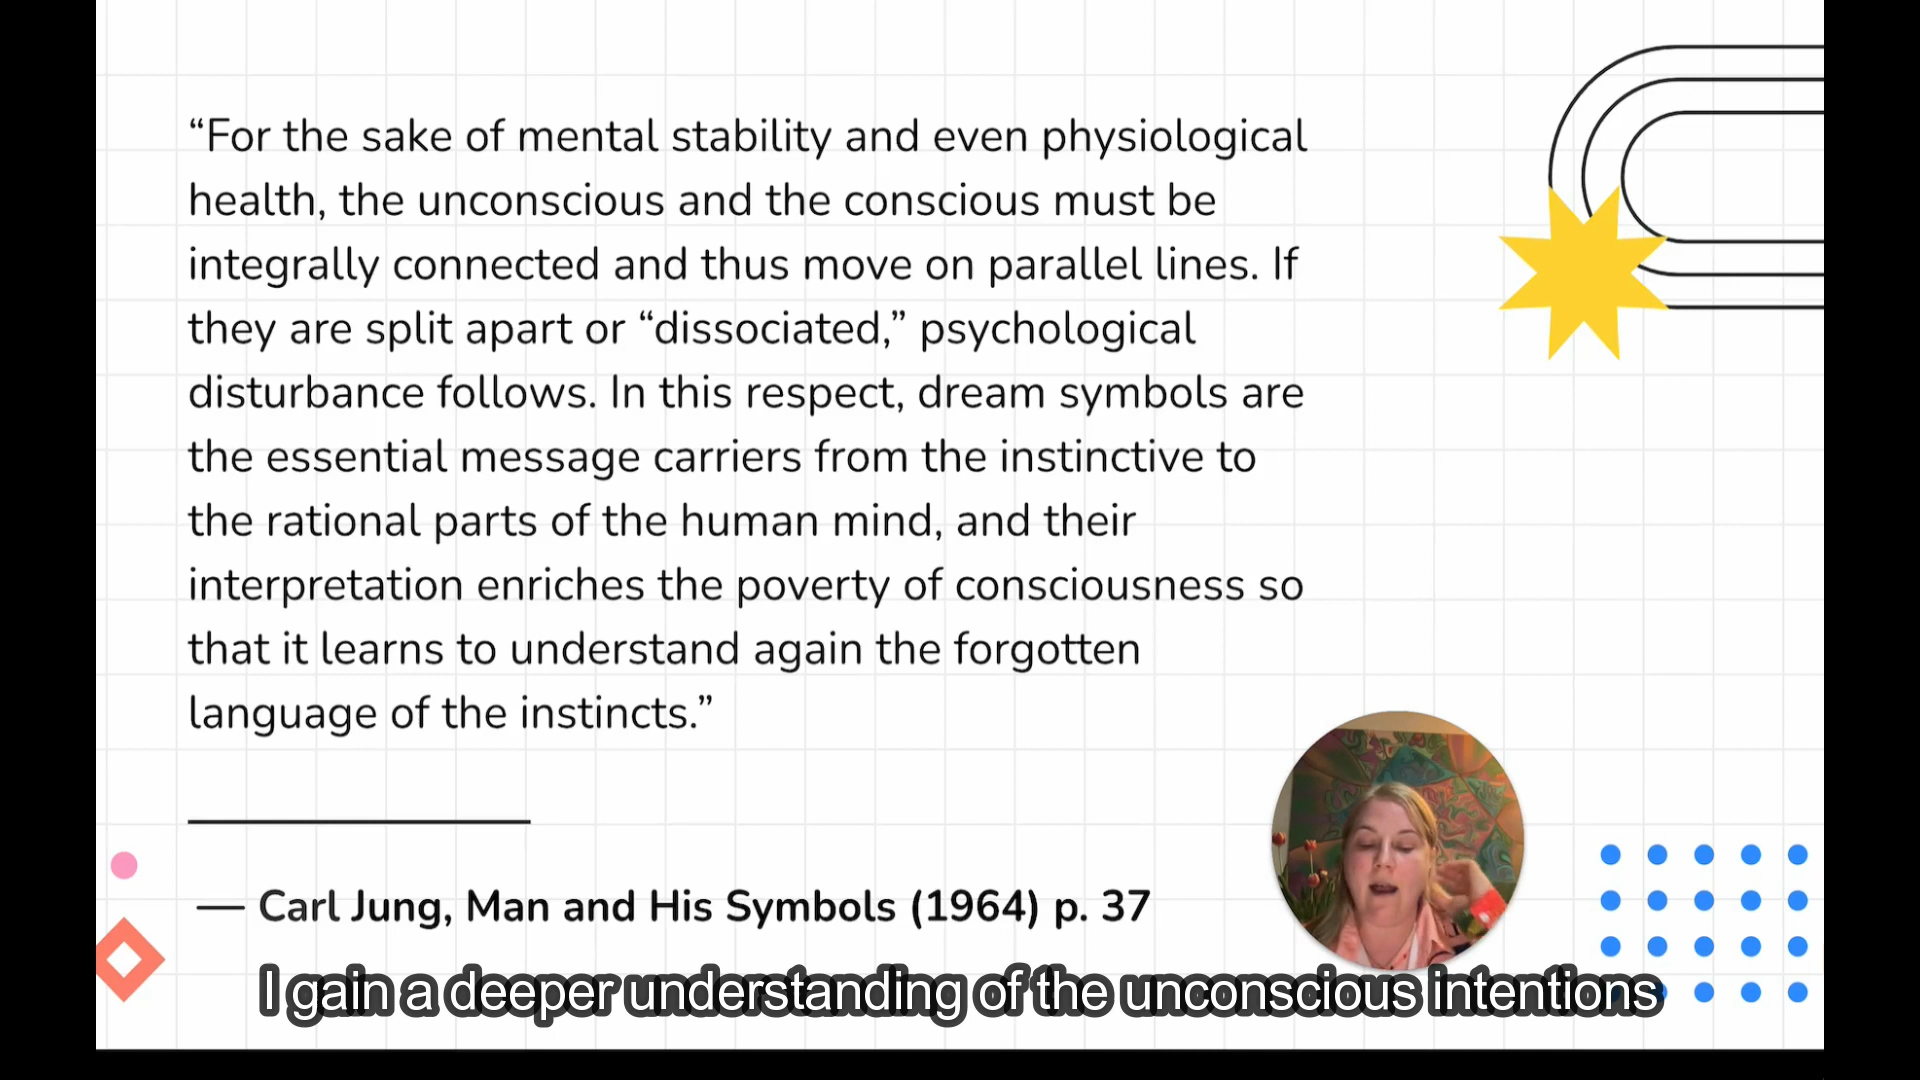 “For the sake of mental stability and even physiological
health, the unconscious and the conscious must be
integrally connected and thus move on parallel lines. If
they are split apart or “dissociated,” psychological
disturbance follows. In this respect, dream symbols are
the essential message carriers from the instinctive to
the rational parts of the human mind, and their
interpretation enriches the poverty of consciousness so
that it learns to understand again the forgotten
language of the instincts.”
— Carl Jung, Man and His Symbols (1964) p. 37
I gain a deeper understanding of the unconscious intentions